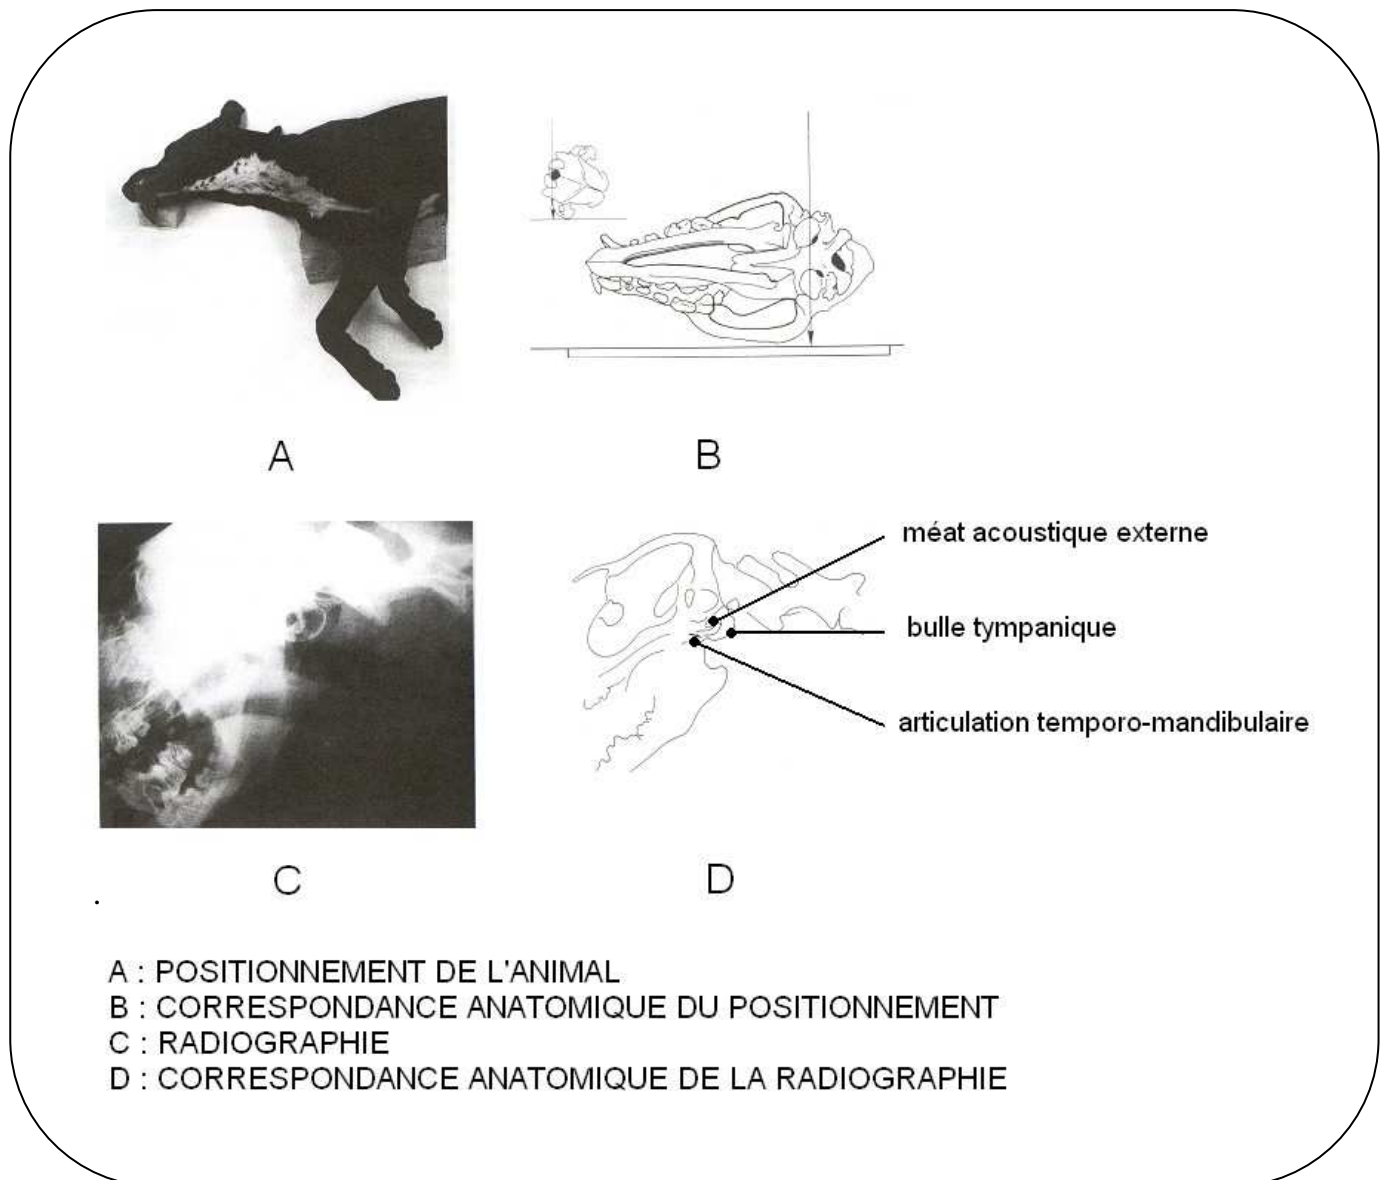 A
B
méat acoustique externe
bulle tympanique
articulation temporo-mandibulaire
C
D
.
A : POSITIONNEMENT DE L'ANIMAL
B : CORRESPONDANCE ANATOMIQUE DU POSITIONNEMENT
C : RADIOGRAPHIE
D : CORRESPONDANCE ANATOMIQUE DE LA RADIOGRAPHIE